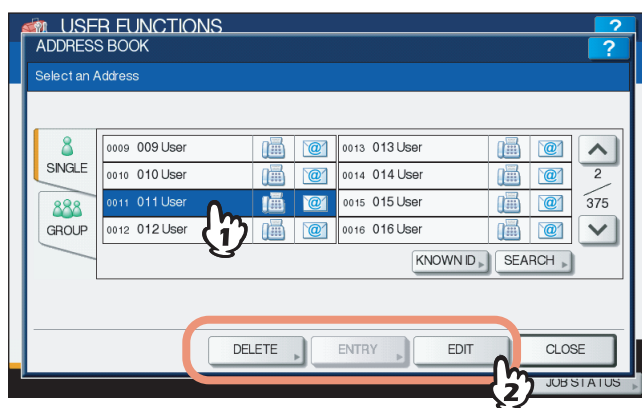 USER FUNCTIONS
?
ADDRESS BOOK
?
Select an Address
SINGLE
GROUP
0009 009 User
0013 013 User
0010 010 User
0014 014 User
0011 011 User
0015 015 User
0012 012 User
0016 016 User
2
375
1
KNOWN ID
SEARCH
DELETE
ENTRY
EDIT
CLOSE
2
JOB STATUS